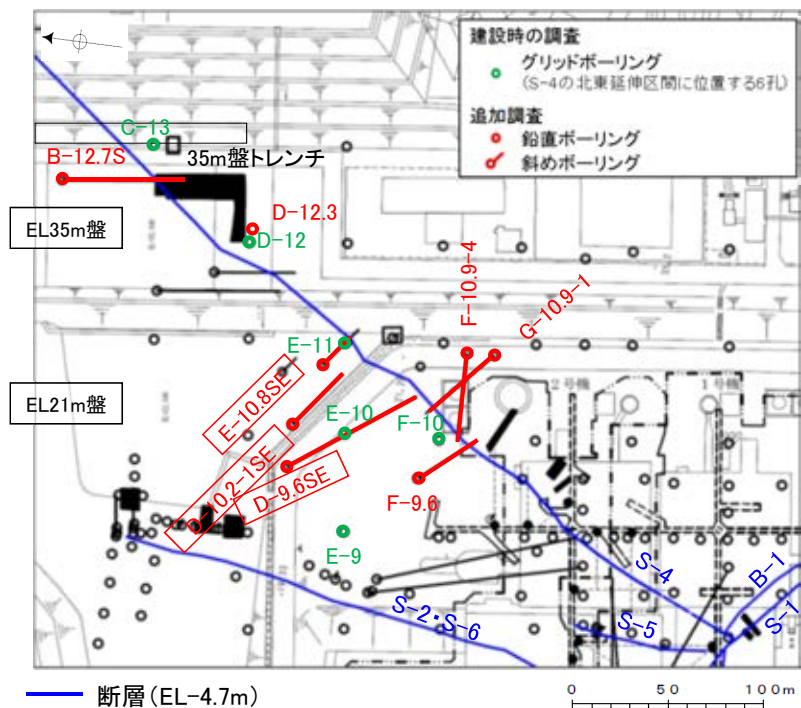 建設時の調査
グリッドボーリング
(S-4の北東延伸区間に位置する6孔)
追加調査
鉛直ボーリング
斜めボーリング
C-13
B-12.7S
35m盤トレンチ
D-12.3
EL35m盤
D-12
F-10.9-4
G-10.9-1
E-11
EL21m盤
E-10.8SE
E-10
F-10
2号機
1号機
-10.2-1SE
D-9.6SE
F-9.6
E-9
S-4
B-1
S-2・S-6
S-5
S-1
断層(EL-4.7m)
0 50 100m